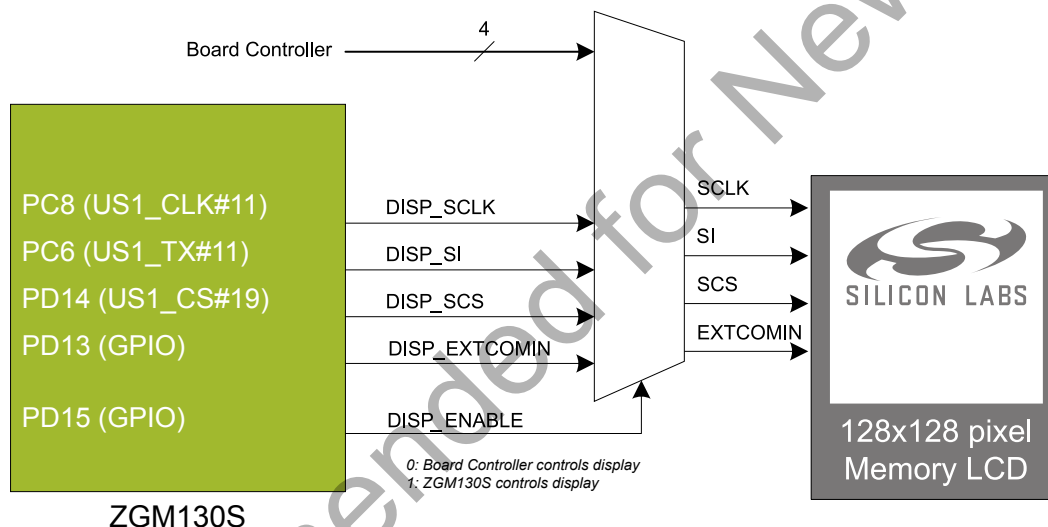 4
Board Controller
PC8 (US1_CLK#11)
PC6 (US1_TX#11)
PD14 (US1_CS#19)
PD13 (GPIO)
PD15 (GPIO)
ZGM130S
DISP_SCLK
DISP_SI
DISP_SCS
DISP_EXTCOMIN
DISP_ENABLE
0: Board Controller controls display
1: ZGM130S controls display
SCLK
SI
SCS
EXTCOMIN
SILICON LABS
128x128 pixel
Memory LCD
ended for New